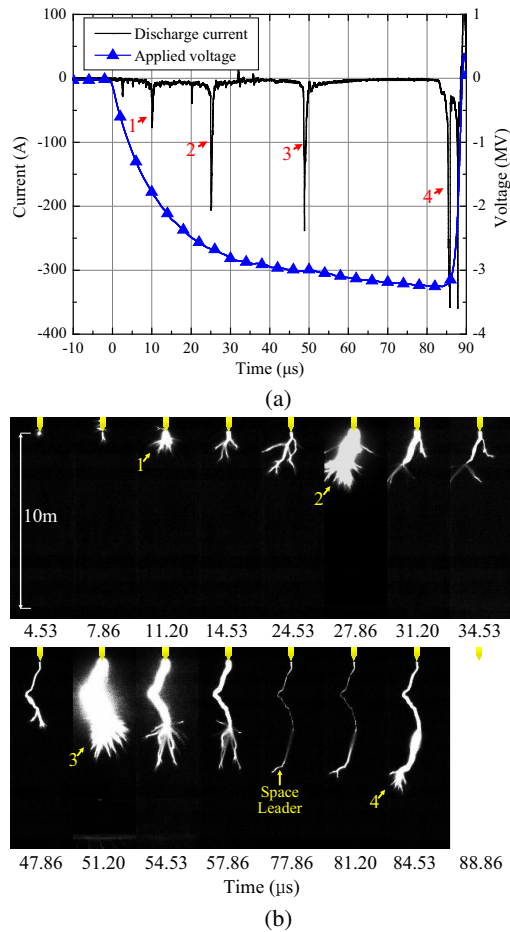 Discharge current
Applied voltage
100
0
-100
-200
-300
-400
Current (A)
1
0
-1
-2
-3
-4
Voltage (MV)
1
2
3
4
-10 0 10 20 30 40 50 60 70 80 90
Time (μs)
(a)
10m
1
2
4.53 7.86 11.20 14.53 24.53 27.86 31.20 34.53
3
Space
Leader
4
47.86 51.20 54.53 57.86 77.86 81.20 84.53 88.86
Time (μs)
(b)